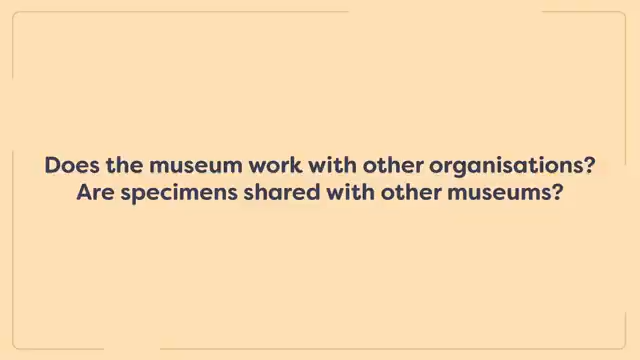 Does the museum work with other organisations?
Are specimens shared with other museums?